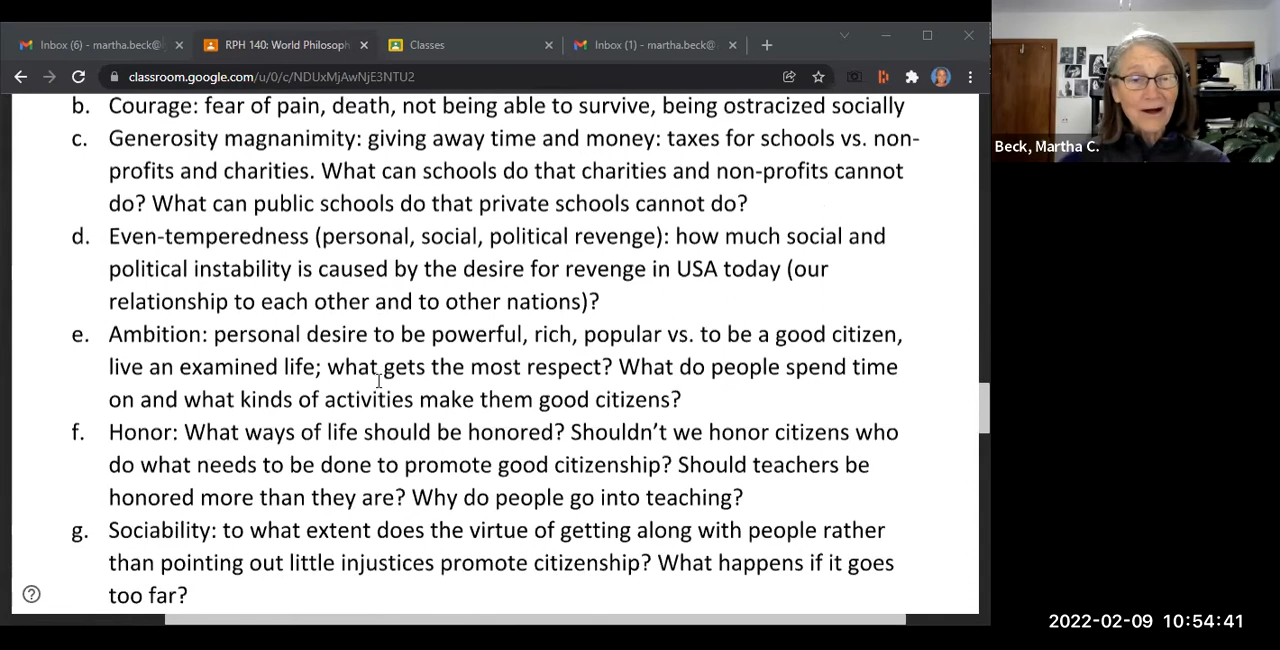 Inbox (6) - martha.beck@
RPH 140: World Philosoph
Classes
Inbox (1) - martha.beck@
classroom.google.com/u/0/c/NDUxMjAwNjE3NTU2
b. Courage: fear of pain, death, not being able to survive, being ostracized socially
c. Generosity magnanimity: giving away time and money: taxes for schools vs. non-
profits and charities. What can schools do that charities and non-profits cannot
do? What can public schools do that private schools cannot do?
d. Even-temperedness (personal, social, political revenge): how much social and
political instability is caused by the desire for revenge in USA today (our
relationship to each other and to other nations)?
e. Ambition: personal desire to be powerful, rich, popular vs. to be a good citizen,
live an examined life; what gets the most respect? What do people spend time
on and what kinds of activities make them good citizens?
f. Honor: What ways of life should be honored? Shouldn't we honor citizens who
do what needs to be done to promote good citizenship? Should teachers be
honored more than they are? Why do people go into teaching?
g. Sociability: to what extent does the virtue of getting along with people rather
than pointing out little injustices promote citizenship? What happens if it goes
too far?
Beck, Martha C.
2022-02-09 10:54:41